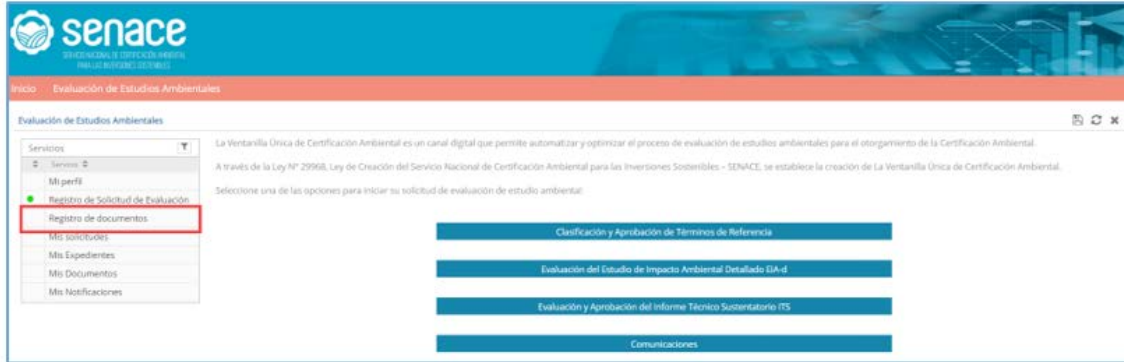 senace
SERVICIO NACIONAL DE CERTIFICACIÓN AMBIENTAL
PARA LAS INVERSIONES SOSTENIBLES
Inicio Evaluación de Estudios Ambientales
Evaluación de Estudios Ambientales
Servicios
Servicio
Mi perfil
Registro de Solicitud de Evaluación
Registro de documentos
Mis solicitudes
Mis Expedientes
Mis Documentos
Mis Notificaciones
La Ventanilla Única de Certificación Ambiental es un canal digital que permite automatizar y optimizar el proceso de evaluación de estudios ambientales para el otorgamiento de la Certificación Ambiental.
A través de la Ley N° 29968, Ley de Creación del Servicio Nacional de Certificación Ambiental para las Inversiones Sostenibles – SENACE, se establece la creación de La Ventanilla Única de Certificación Ambiental.
Seleccione una de las opciones para iniciar su solicitud de evaluación de estudio ambiental:
Clasificación y Aprobación de Términos de Referencia
Evaluación del Estudio de Impacto Ambiental Detallado EIA-d
Evaluación y Aprobación del Informe Técnico Sustentatorio ITS
Comunicaciones